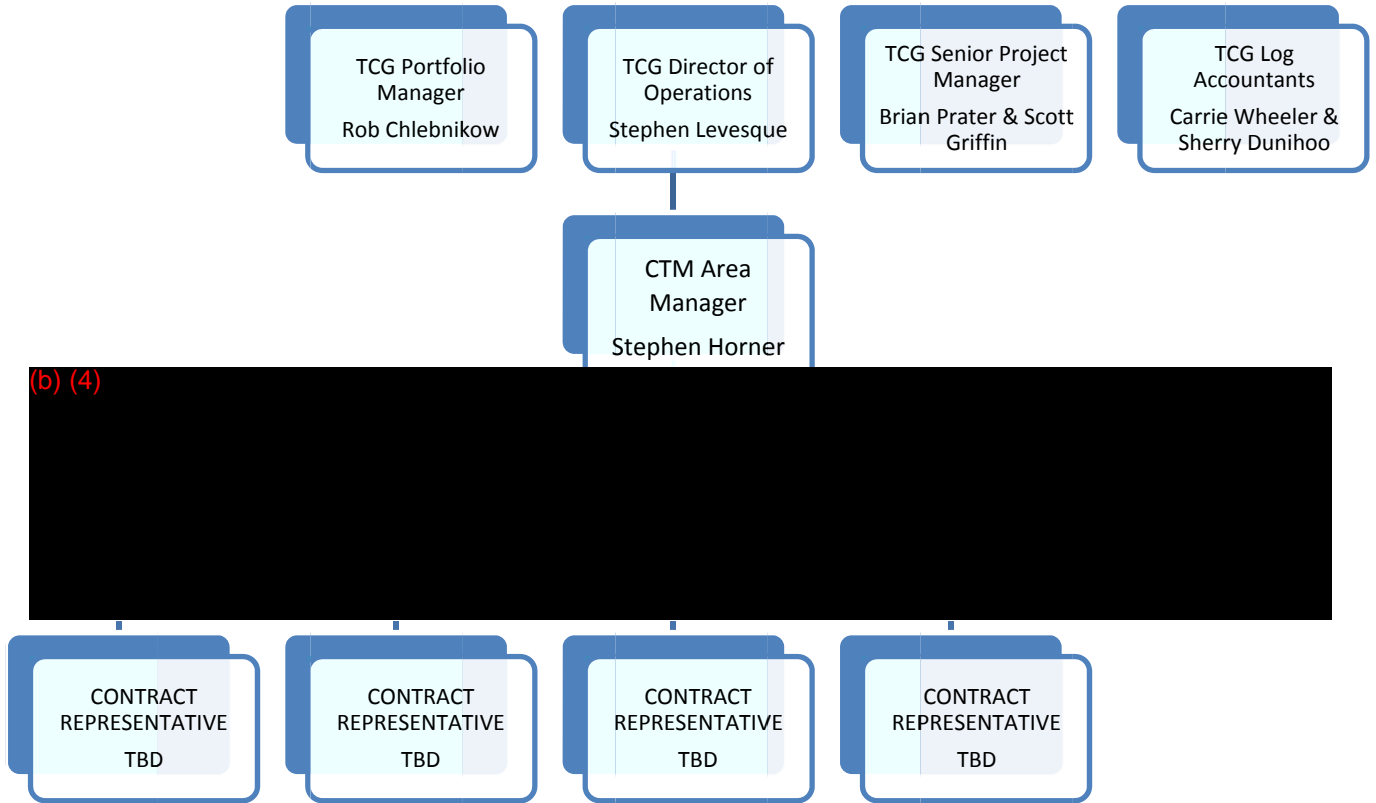 TCG Portfolio
Manager
Rob Chlebnikow
TCG Director of
Operations
Stephen Levesque
TCG Senior Project
Manager
Brian Prater & Scott
Griffin
TCG Log
Accountants
Carrie Wheeler &
Sherry Dunihoo
CTM Area
Manager
Stephen Horner
(b) (4)
CONTRACT
REPRESENTATIVE
TBD
CONTRACT
REPRESENTATIVE
TBD
CONTRACT
REPRESENTATIVE
TBD
CONTRACT
REPRESENTATIVE
TBD